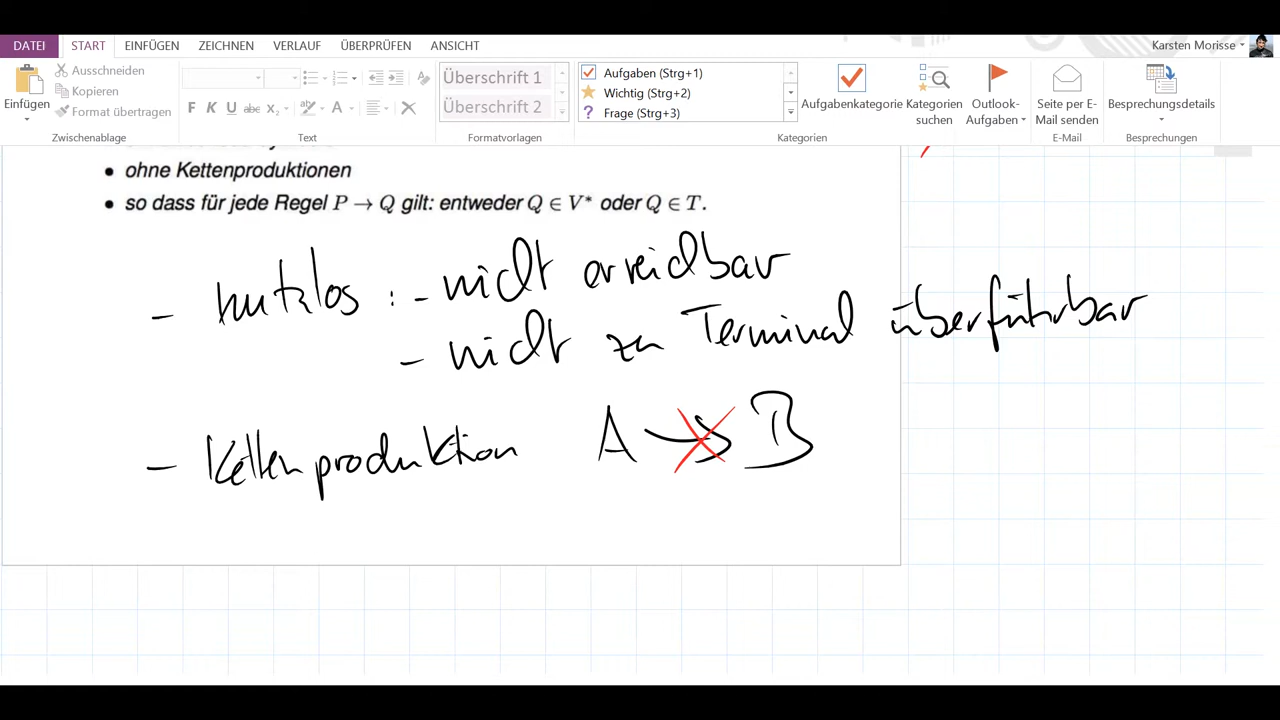 DATEI START EINFÜGEN ZEICHNEN VERLAUF ÜBERPRÜFEN ANSICHT Karsten Morisse
Einfügen
Ausschneiden
Kopieren
Format übertragen
Zwischenablage
F K U abc x₂ A
Text
Überschrift 1
Überschrift 2
Formatvorlagen
Aufgaben (Strg+1)
Wichtig (Strg+2)
Frage (Strg+3)
Aufgabenkategorie
Kategorien suchen
Kategorien
Outlook-Aufgaben
Seite per E-Mail senden
E-Mail
Besprechungsdetails
Besprechungen
• ohne Kettenproduktionen
• so dass für jede Regel P → Q gilt: entweder Q ∈ V* oder Q ∈ T.
- nutzlos : - nicht erreichbar
- nicht zu Terminal überführbar
- Kettenproduktion A → B